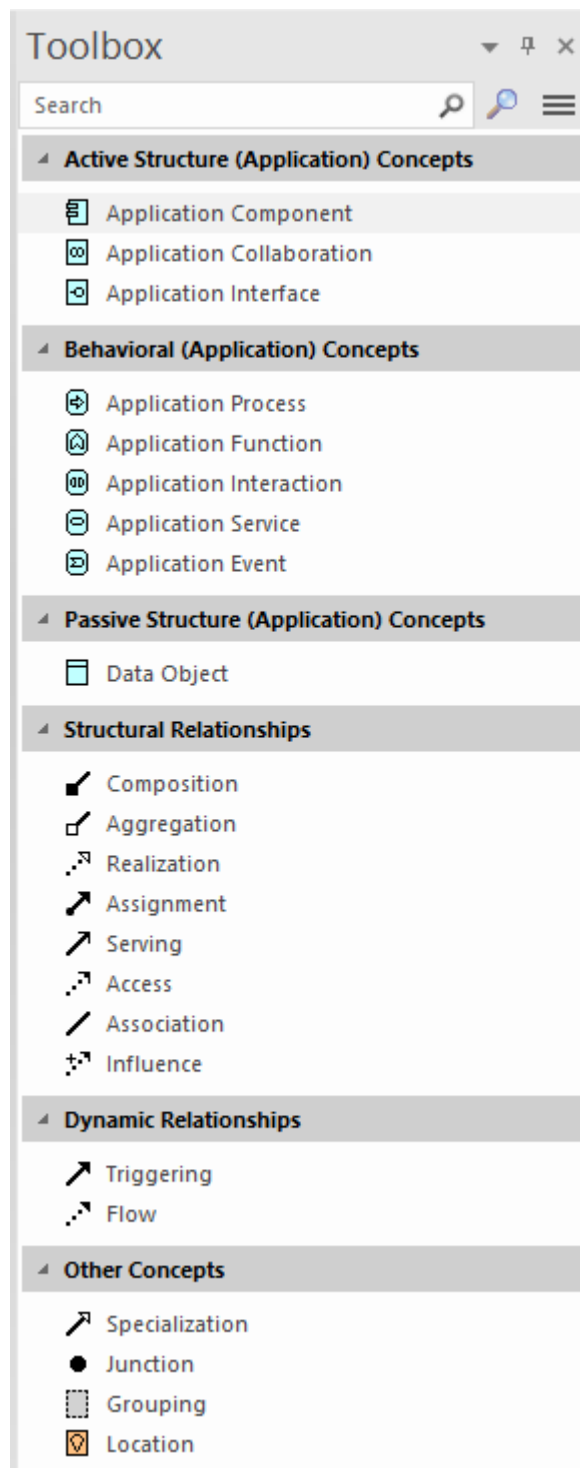 Toolbox
Search
Active Structure (Application) Concepts
Application Component
Application Collaboration
Application Interface
Behavioral (Application) Concepts
Application Process
Application Function
Application Interaction
Application Service
Application Event
Passive Structure (Application) Concepts
Data Object
Structural Relationships
Composition
Aggregation
Realization
Assignment
Serving
Access
Association
Influence
Dynamic Relationships
Triggering
Flow
Other Concepts
Specialization
Junction
Grouping
Location